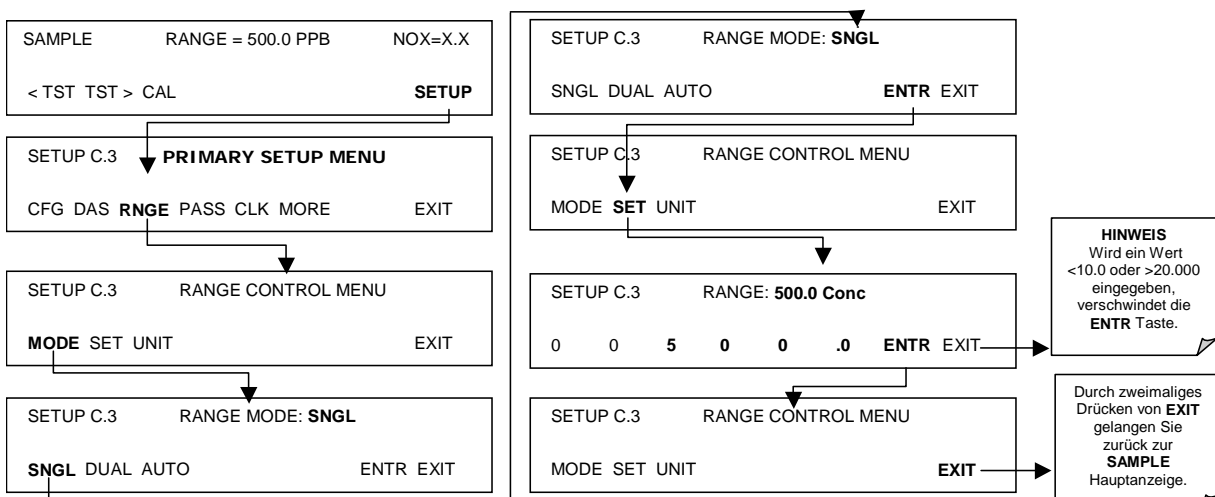 SAMPLE RANGE = 500.0 PPB NOX=X.X
< TST TST > CAL SETUP
SETUP C.3 PRIMARY SETUP MENU
CFG DAS RNGE PASS CLK MORE EXIT
SETUP C.3 RANGE CONTROL MENU
MODE SET UNIT EXIT
SETUP C.3 RANGE MODE: SNGL
SNGL DUAL AUTO ENTR EXIT
SETUP C.3 RANGE MODE: SNGL
SNGL DUAL AUTO ENTR EXIT
SETUP C.3 RANGE CONTROL MENU
MODE SET UNIT EXIT
SETUP C.3 RANGE: 500.0 Conc
0 0 5 0 0 .0 ENTR EXIT
SETUP C.3 RANGE CONTROL MENU
MODE SET UNIT EXIT
HINWEIS
Wird ein Wert
<10.0 oder >20.000
eingegeben,
verschwindet die
ENTR Taste.
Durch zweimaliges
Drücken von EXIT
gelangen Sie
zurück zur
SAMPLE
Hauptanzeige.